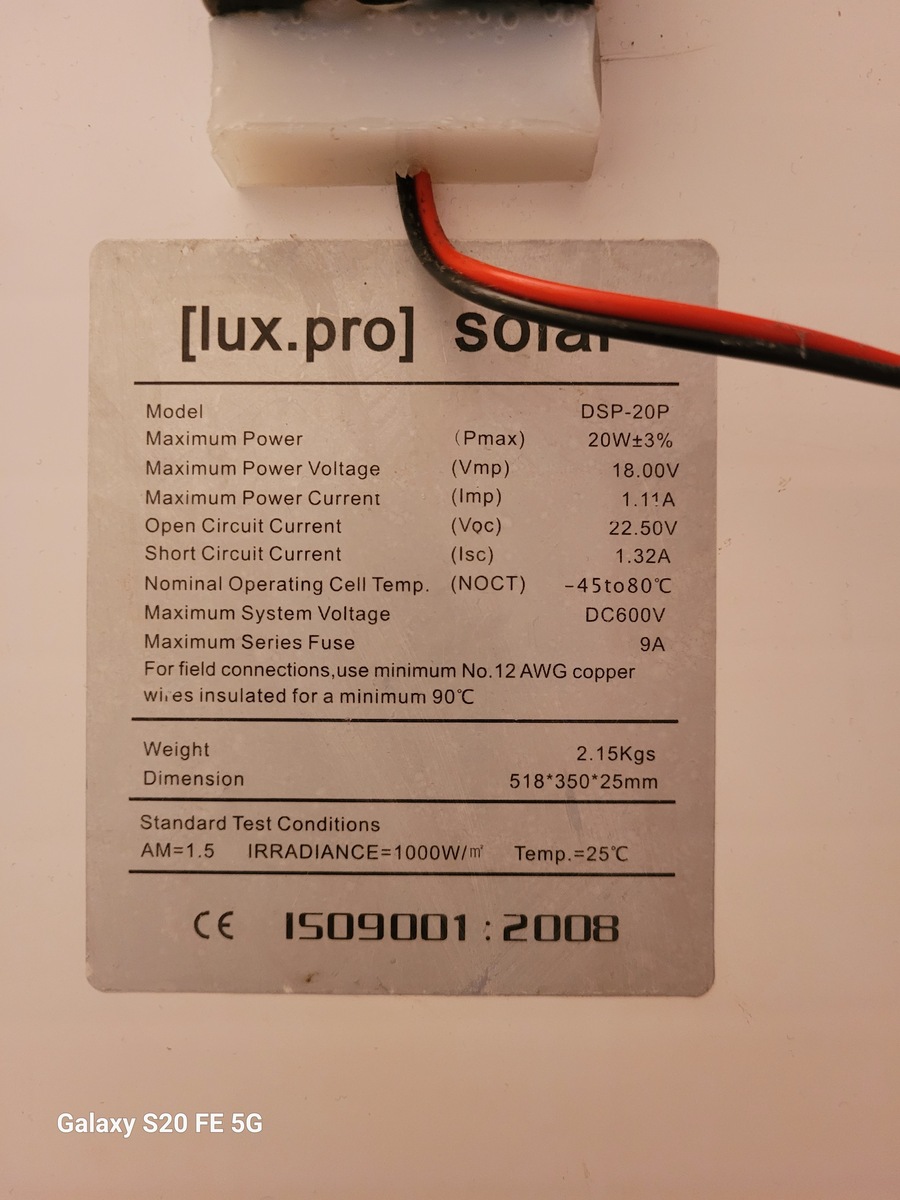 [lux.pro] solar
Model DSP-20P
Maximum Power (Pmax) 20W±3%
Maximum Power Voltage (Vmp) 18.00V
Maximum Power Current (Imp) 1.11A
Open Circuit Current (Voc) 22.50V
Short Circuit Current (Isc) 1.32A
Nominal Operating Cell Temp. (NOCT) -45to80℃
Maximum System Voltage DC600V
Maximum Series Fuse 9A
For field connections,use minimum No.12 AWG copper
wires insulated for a minimum 90℃
Weight 2.15Kgs
Dimension 518*350*25mm
Standard Test Conditions
AM=1.5 IRRADIANCE=1000W/㎡ Temp.=25℃
CE ISO9001:2008
Galaxy S20 FE 5G